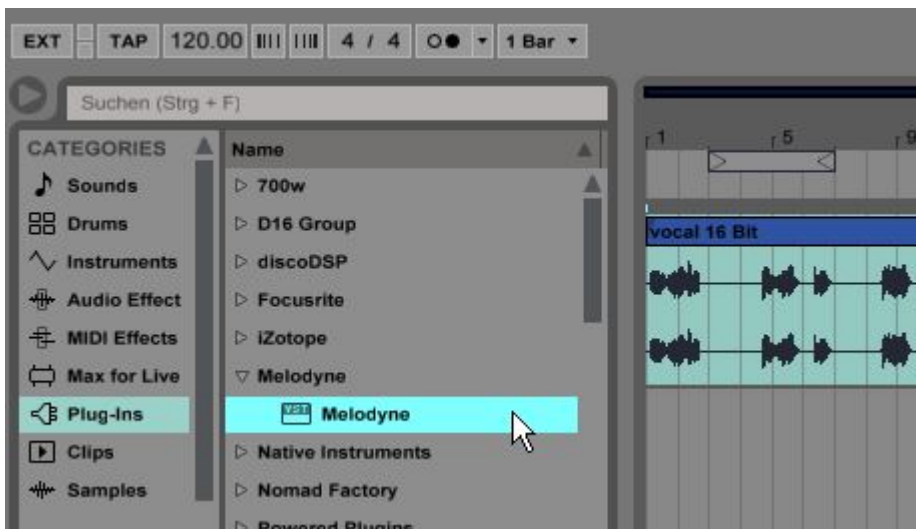 EXT TAP 120.00 4 / 4 1 Bar
Suchen (Strg + F)
CATEGORIES
Sounds
Drums
Instruments
Audio Effect
MIDI Effects
Max for Live
Plug-Ins
Clips
Samples
Name
700w
D16 Group
discoDSP
Focusrite
iZotope
Melodyne
VST Melodyne
Native Instruments
Nomad Factory
Powered Plugins
1 5 9
vocal 16 Bit